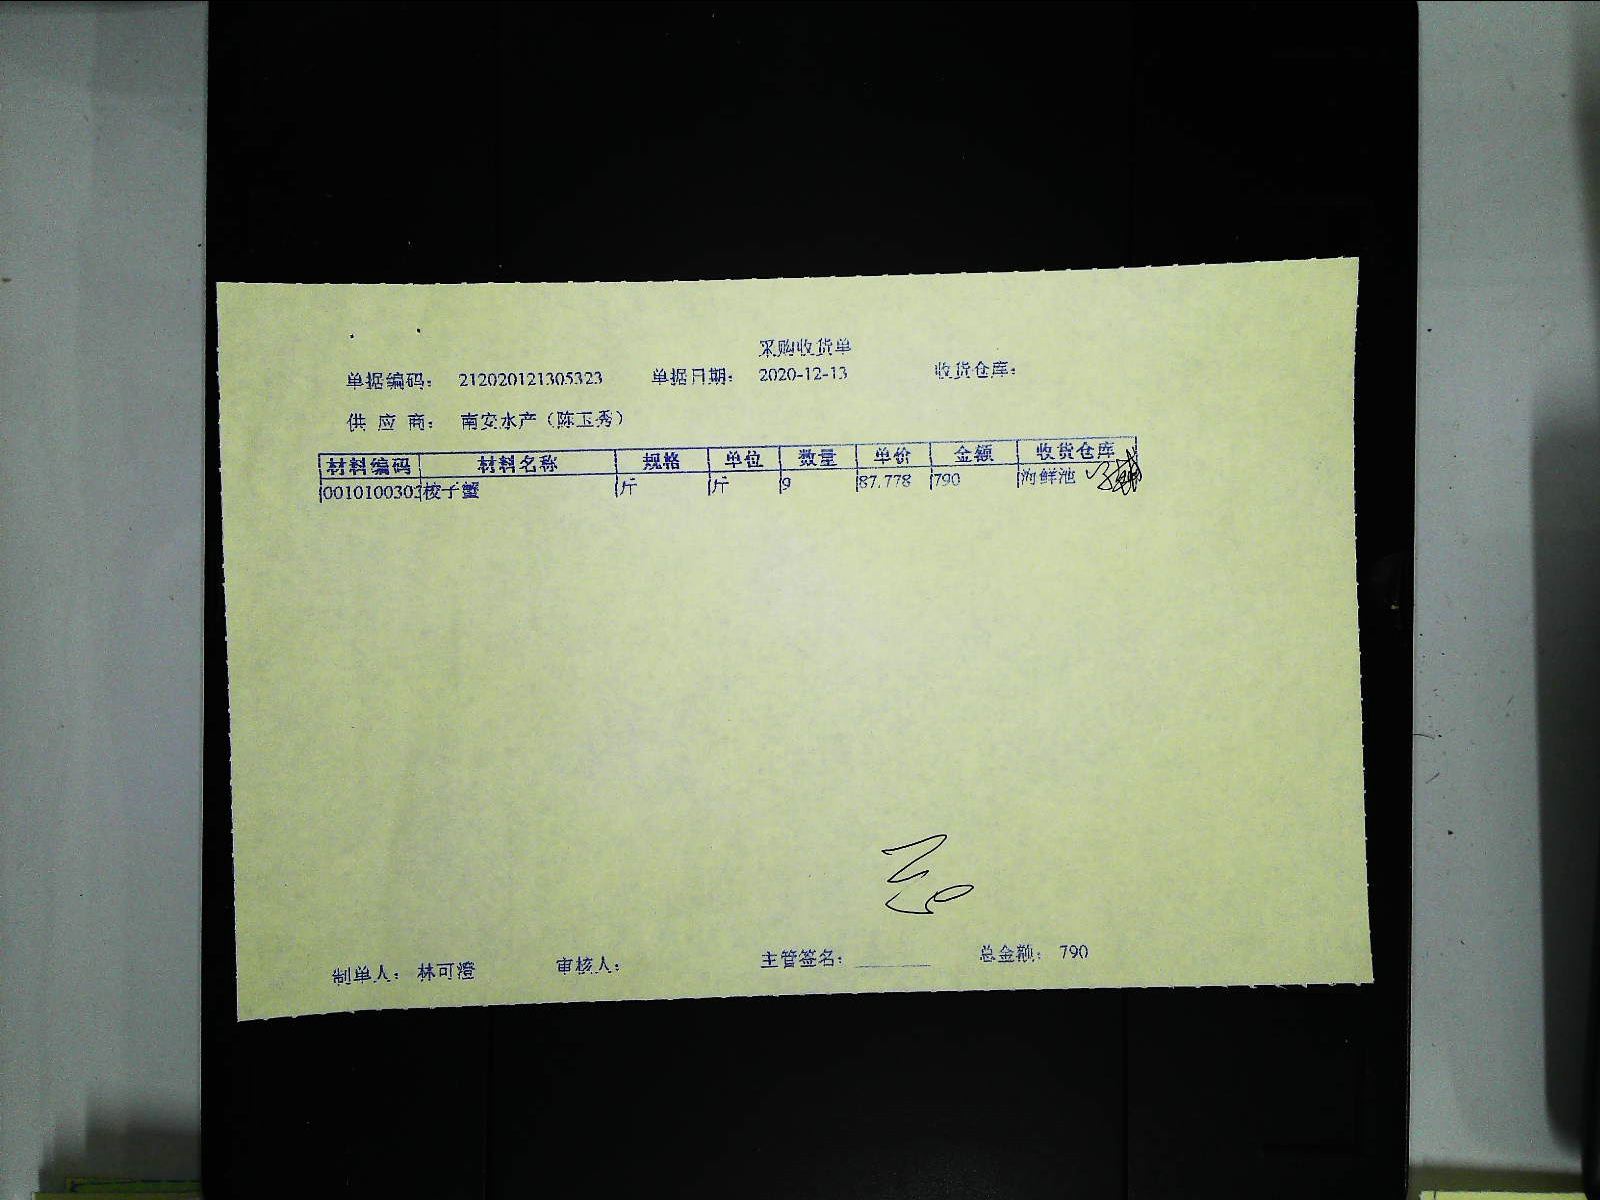 采购收货单
单据编码： 212020121305323 单据日期： 2020-12-13 收货仓库：
供 应 商： 南安水产（陈玉秀）
材料编码 材料名称 规格 单位 数量 单价 金额 收货仓库
0010100303 梭子蟹 斤 斤 9 87.778 790 海鲜池
制单人： 林可澄 审核人： 主管签名： 总金额： 790